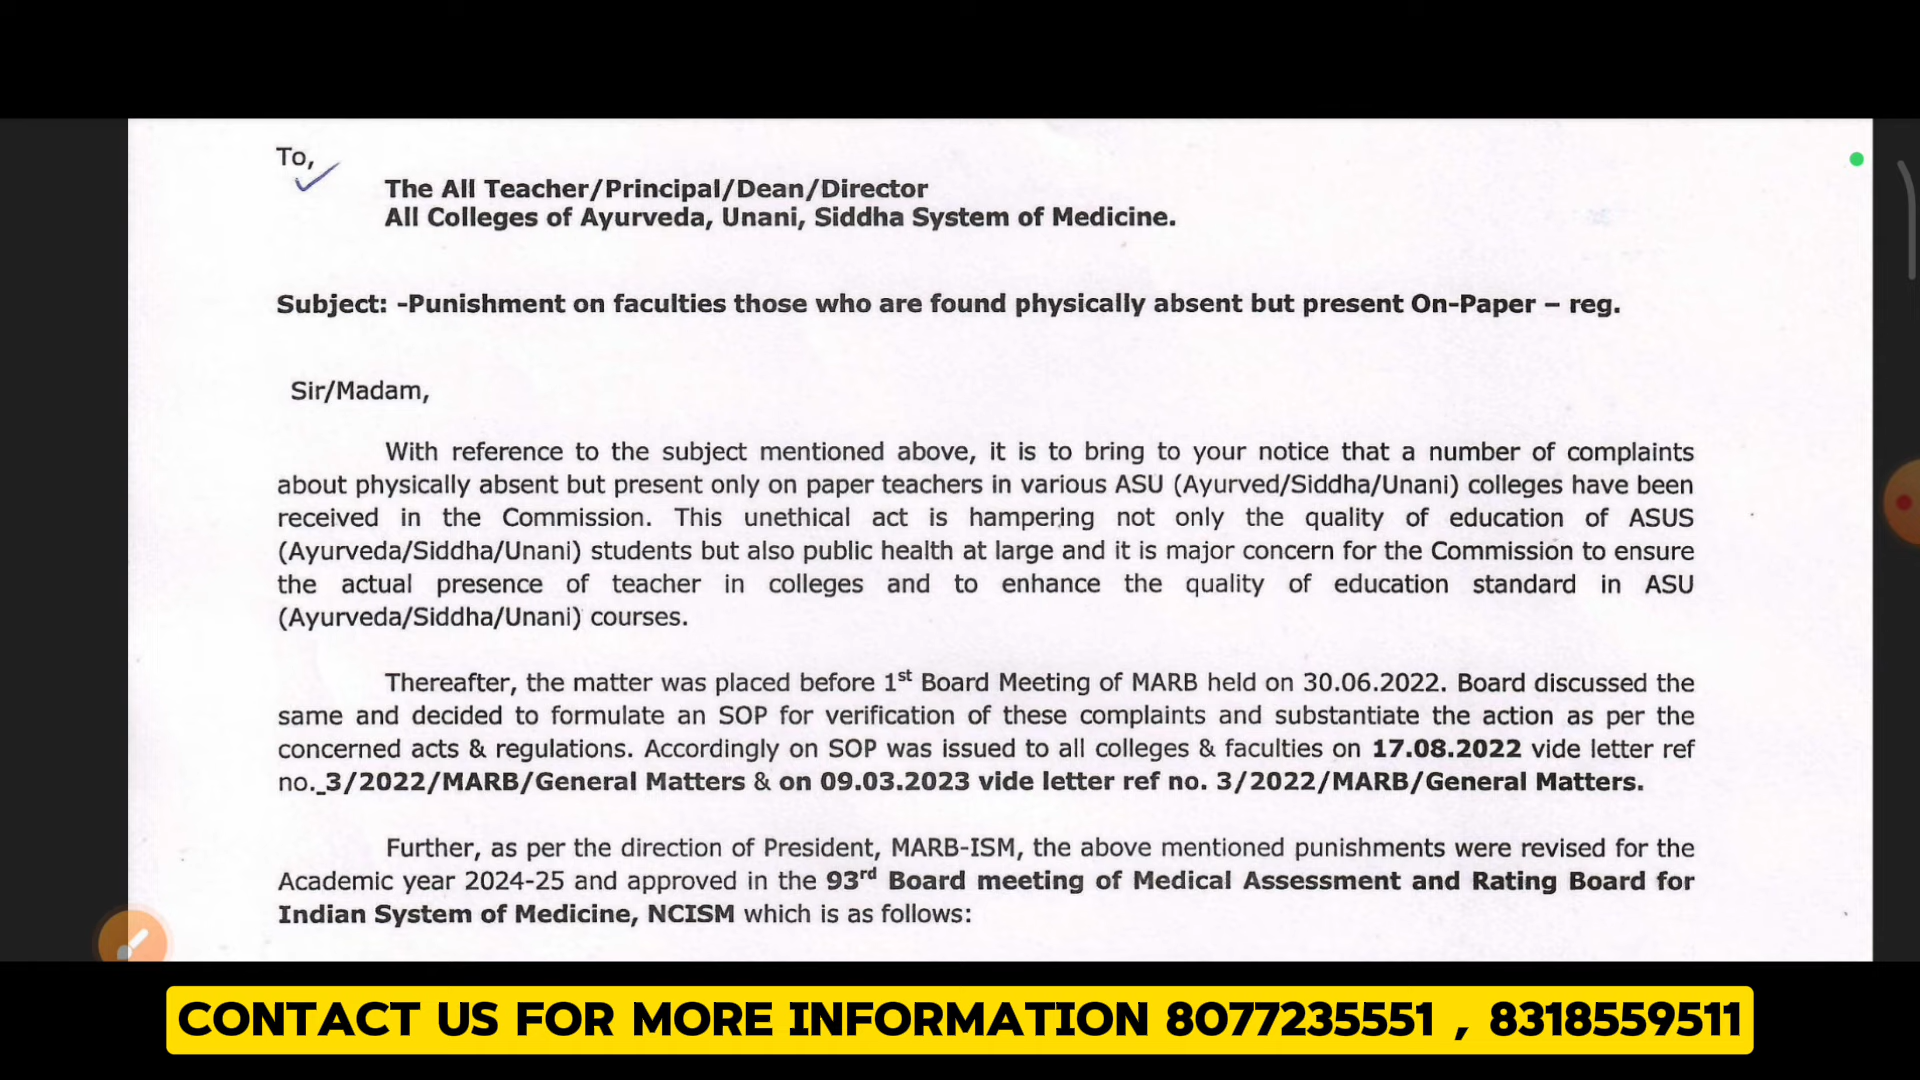 To,
The All Teacher/Principal/Dean/Director
All Colleges of Ayurveda, Unani, Siddha System of Medicine.
Subject: -Punishment on faculties those who are found physically absent but present On-Paper – reg.
Sir/Madam,
With reference to the subject mentioned above, it is to bring to your notice that a number of complaints
about physically absent but present only on paper teachers in various ASU (Ayurved/Siddha/Unani) colleges have been
received in the Commission. This unethical act is hampering not only the quality of education of ASUS
(Ayurveda/Siddha/Unani) students but also public health at large and it is major concern for the Commission to ensure
the actual presence of teacher in colleges and to enhance the quality of education standard in ASU
(Ayurveda/Siddha/Unani) courses.
Thereafter, the matter was placed before 1st Board Meeting of MARB held on 30.06.2022. Board discussed the
same and decided to formulate an SOP for verification of these complaints and substantiate the action as per the
concerned acts & regulations. Accordingly on SOP was issued to all colleges & faculties on 17.08.2022 vide letter ref
no._3/2022/MARB/General Matters & on 09.03.2023 vide letter ref no. 3/2022/MARB/General Matters.
Further, as per the direction of President, MARB-ISM, the above mentioned punishments were revised for the
Academic year 2024-25 and approved in the 93rd Board meeting of Medical Assessment and Rating Board for
Indian System of Medicine, NCISM which is as follows:
CONTACT US FOR MORE INFORMATION 8077235551 , 8318559511